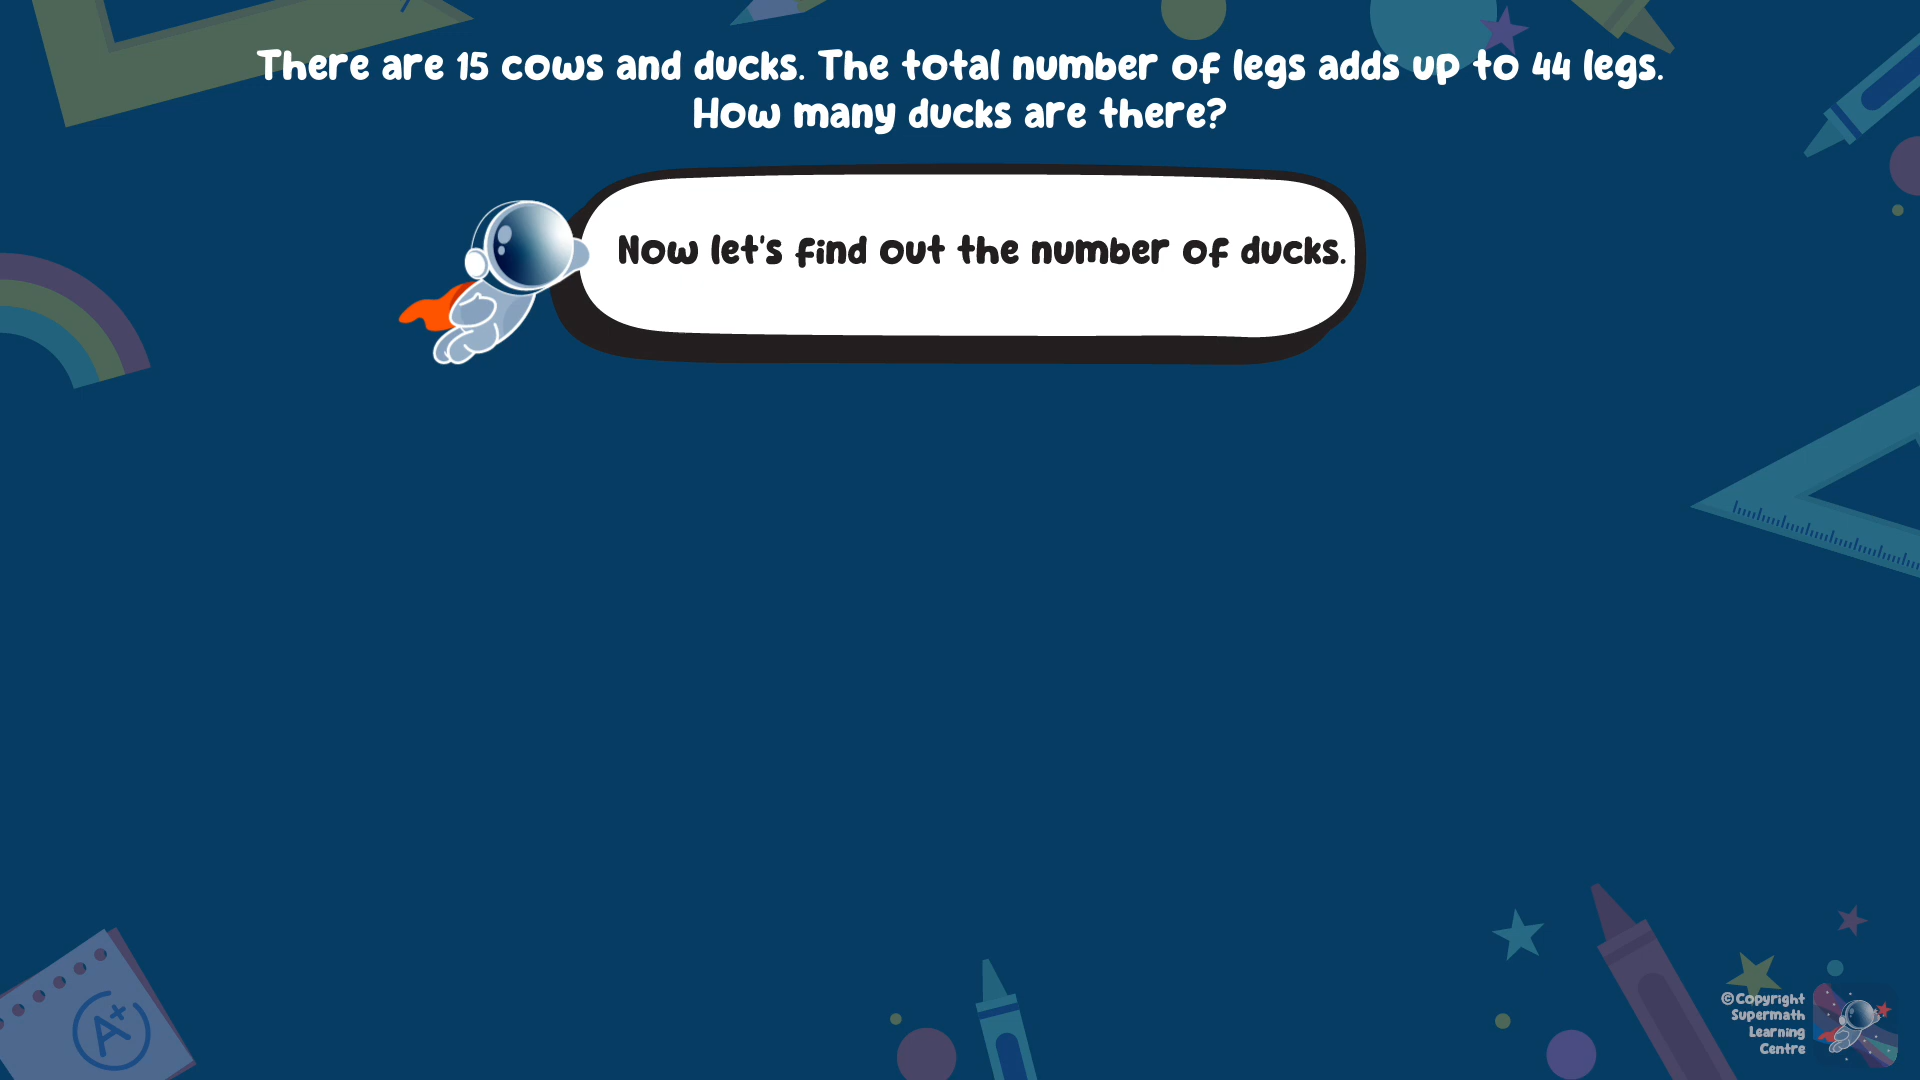 There are 15 cows and ducks. The total number of legs adds up to 44 legs.
How many ducks are there?
Now let's find out the number of ducks.
A+
©Copyright
Supermath
Learning
Centre